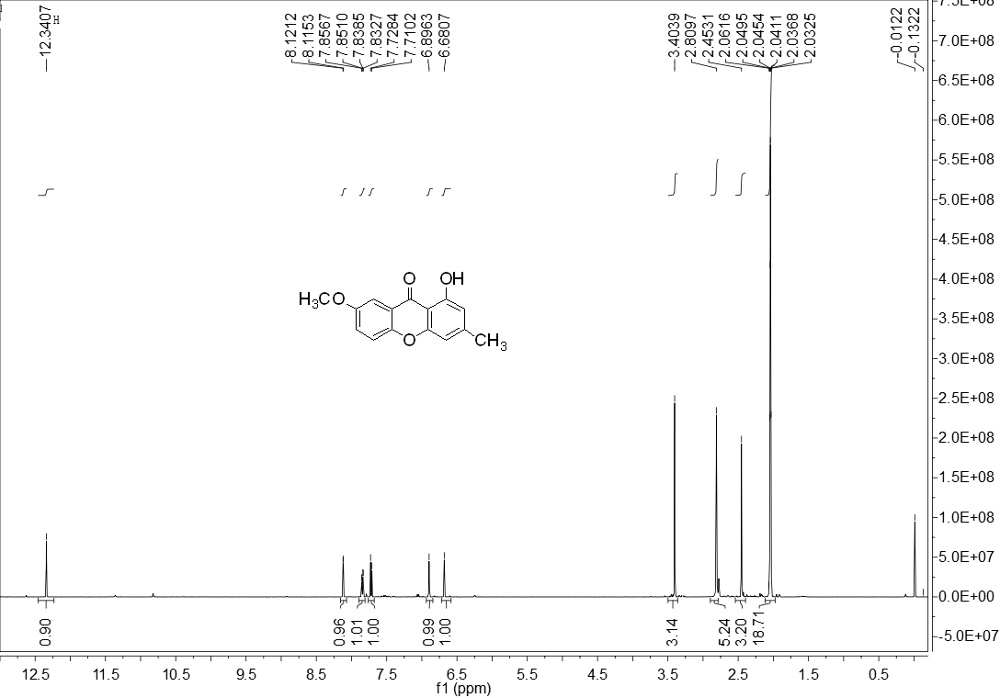 12.3407
H
8.1212
8.1153
7.8567
7.8510
7.8385
7.8327
7.7284
7.7102
6.8963
6.6807
3.4039
2.8097
2.4531
2.0616
2.0495
2.0454
2.0411
2.0368
2.0325
-0.0122
-0.1322
7.5E+08
7.0E+08
6.5E+08
6.0E+08
5.5E+08
5.0E+08
4.5E+08
4.0E+08
3.5E+08
3.0E+08
2.5E+08
2.0E+08
1.5E+08
1.0E+08
5.0E+07
0.0E+00
-5.0E+07
O OH
H3CO
O CH3
0.90
0.96
1.01
1.00
0.99
1.00
3.14
5.24
3.20
18.71
12.5 11.5 10.5 9.5 8.5 7.5 6.5 5.5 4.5 3.5 2.5 1.5 0.5
f1 (ppm)